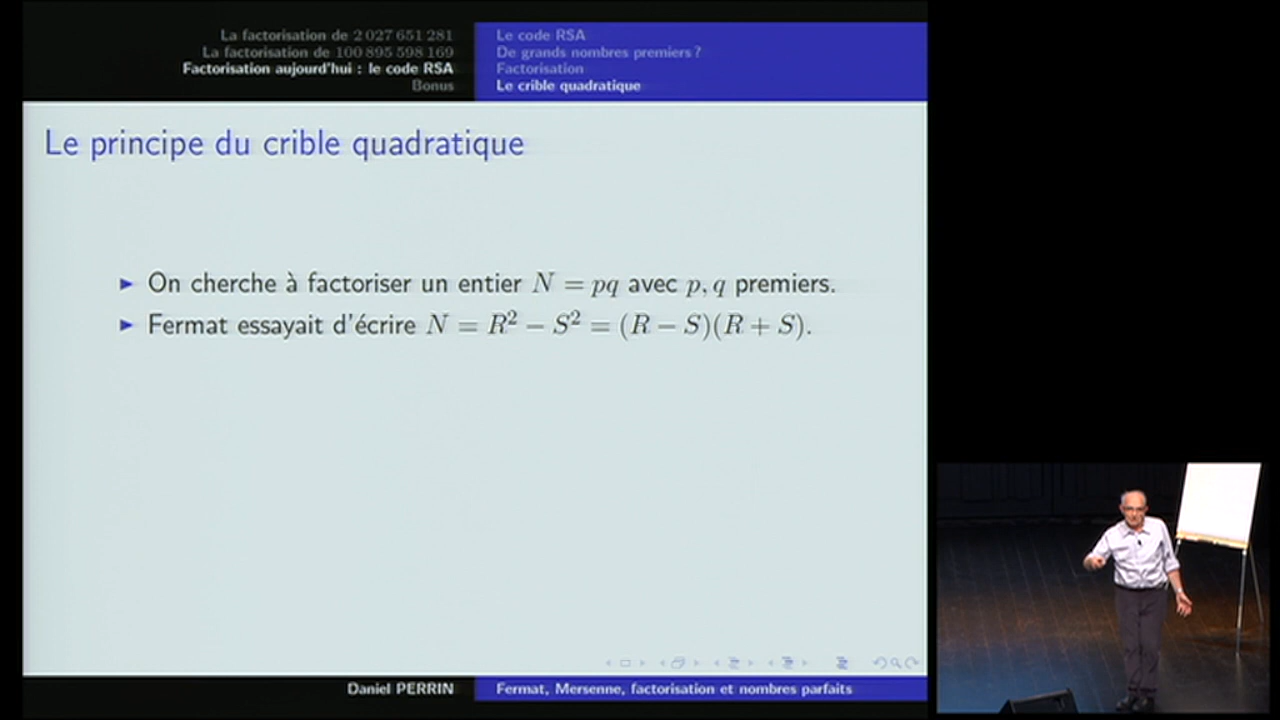 La factorisation de 2 027 651 281
La factorisation de 100 895 598 169
Factorisation aujourd'hui : le code RSA
Bonus
Le code RSA
De grands nombres premiers ?
Factorisation
Le crible quadratique
Le principe du crible quadratique
► On cherche à factoriser un entier N = pq avec p, q premiers.
► Fermat essayait d'écrire N = R² − S² = (R − S)(R + S).
Daniel PERRIN
Fermat, Mersenne, factorisation et nombres parfaits